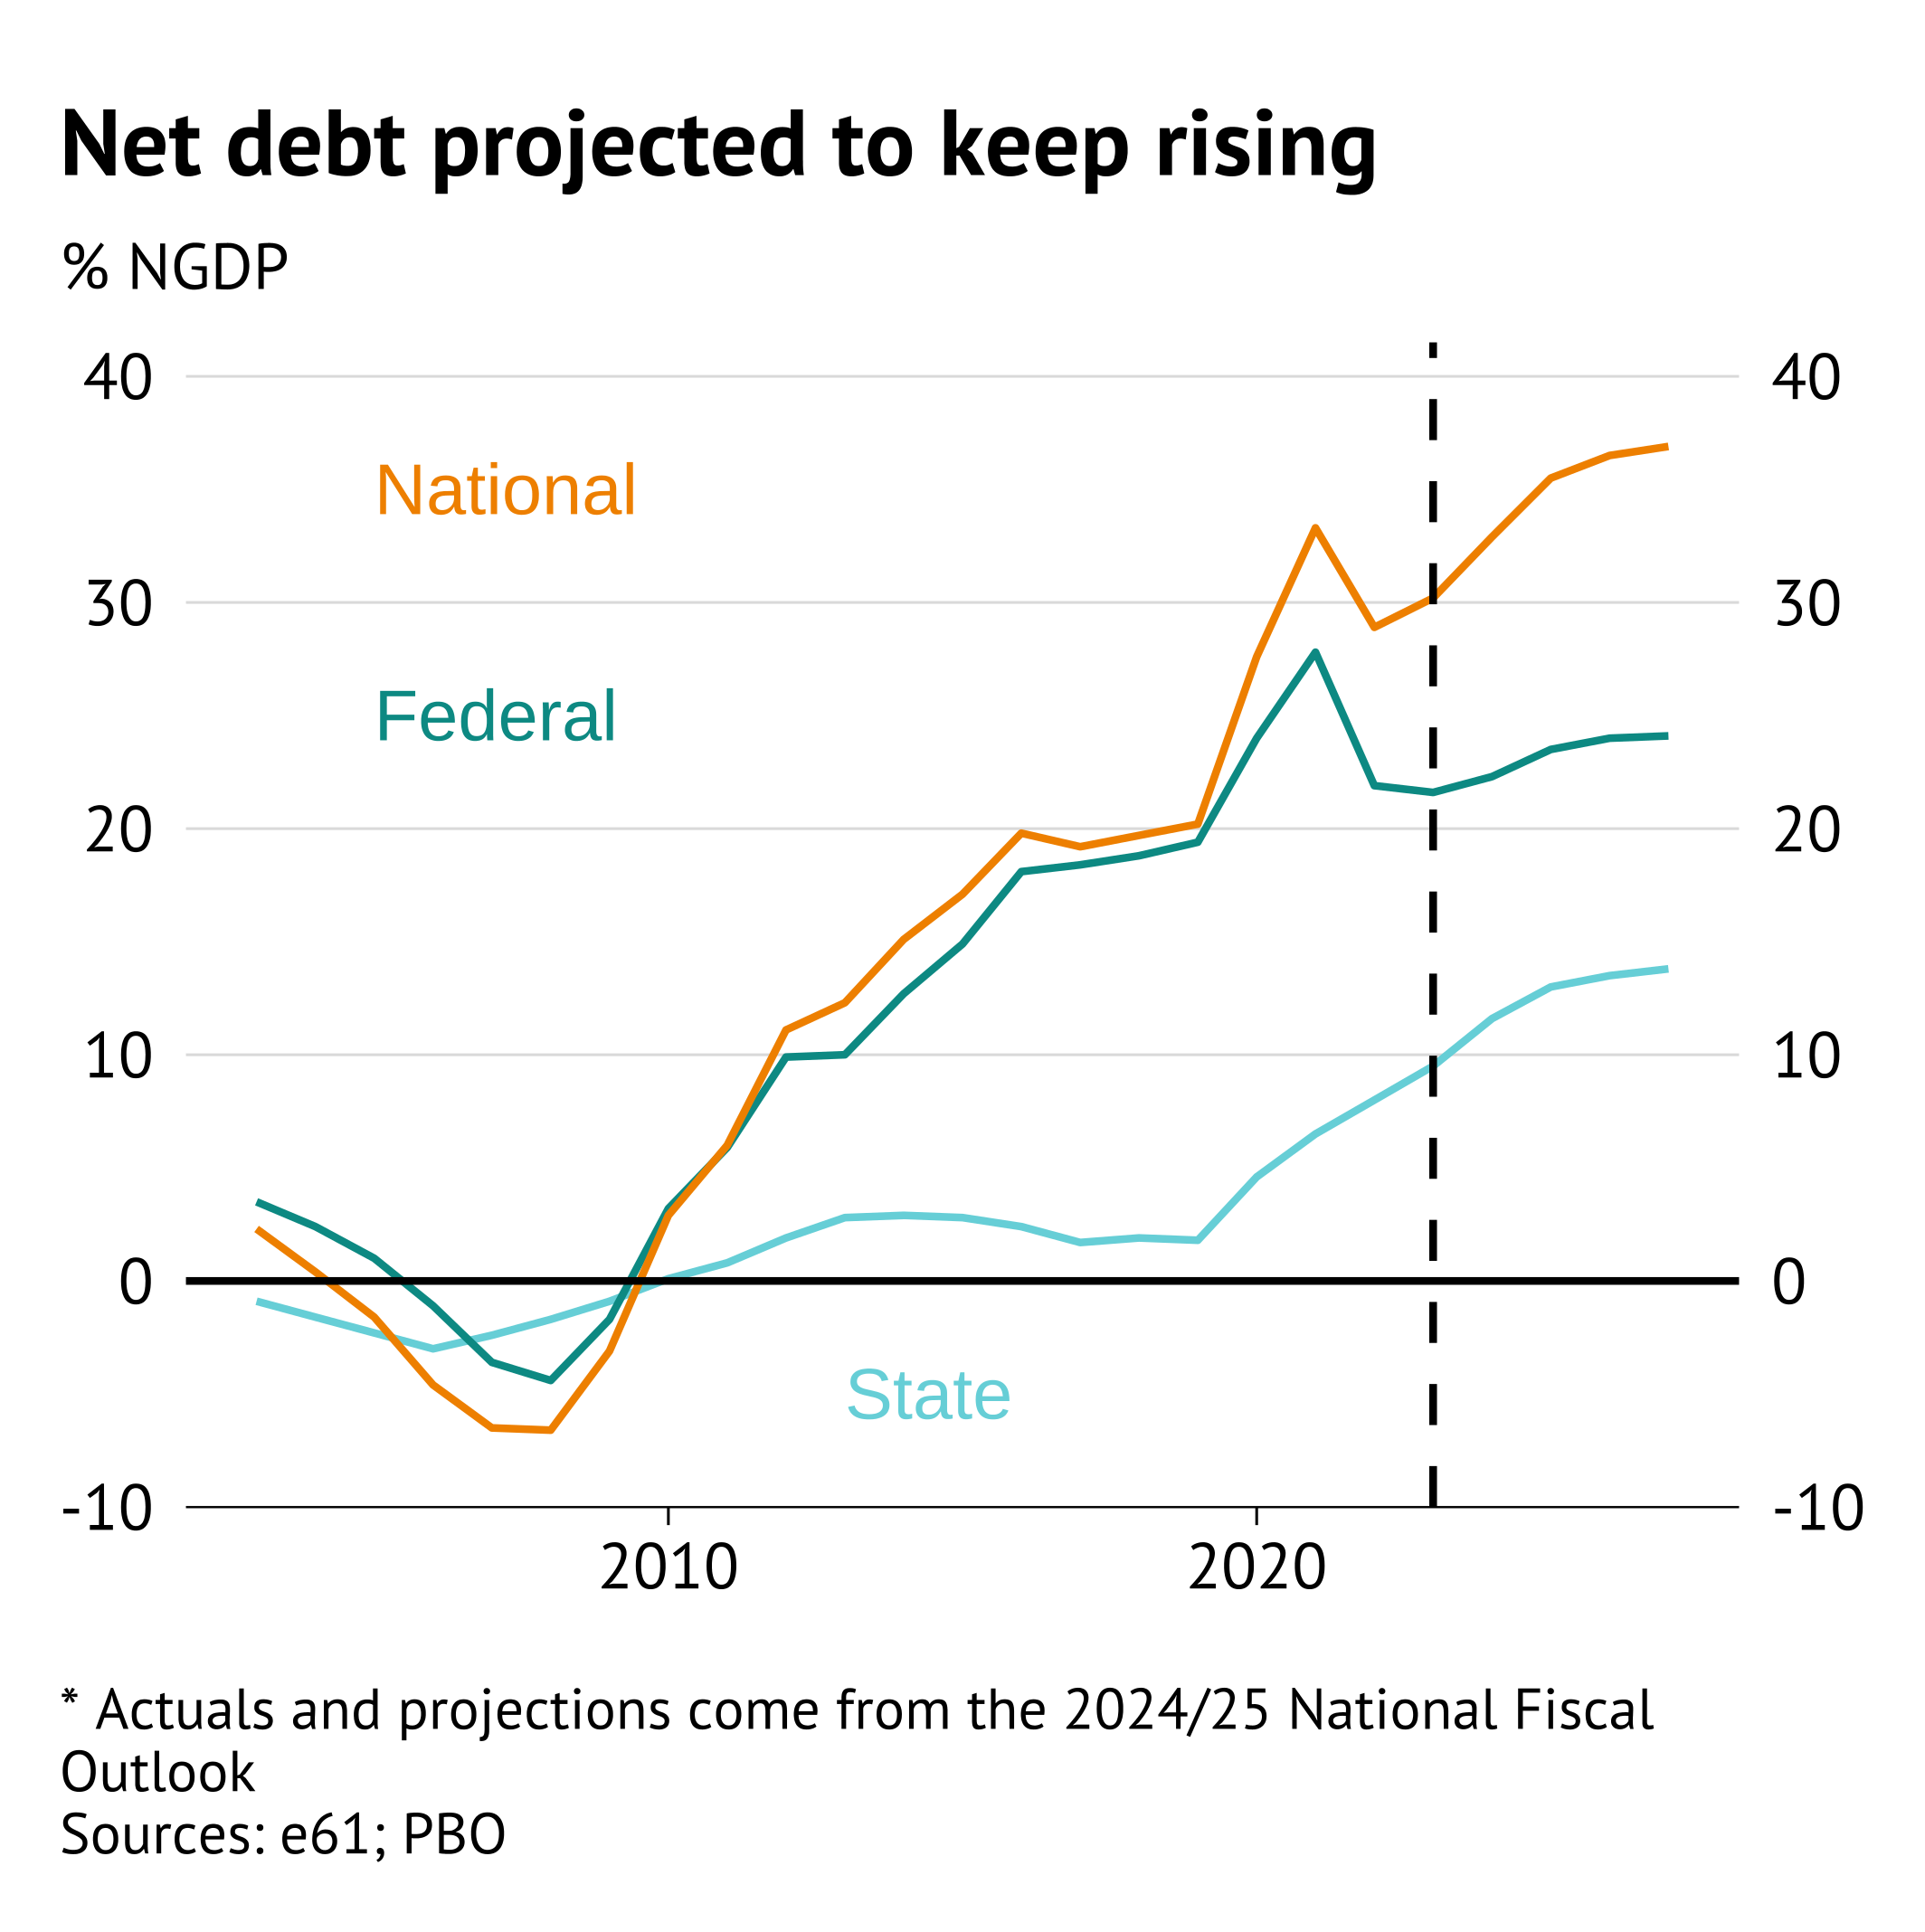 Net debt projected to keep rising
% NGDP
40 40
National
30 30
Federal
20 20
10 10
0 0
State
-10 -10
2010 2020
* Actuals and projections come from the 2024/25 National Fiscal
Outlook
Sources: e61; PBO